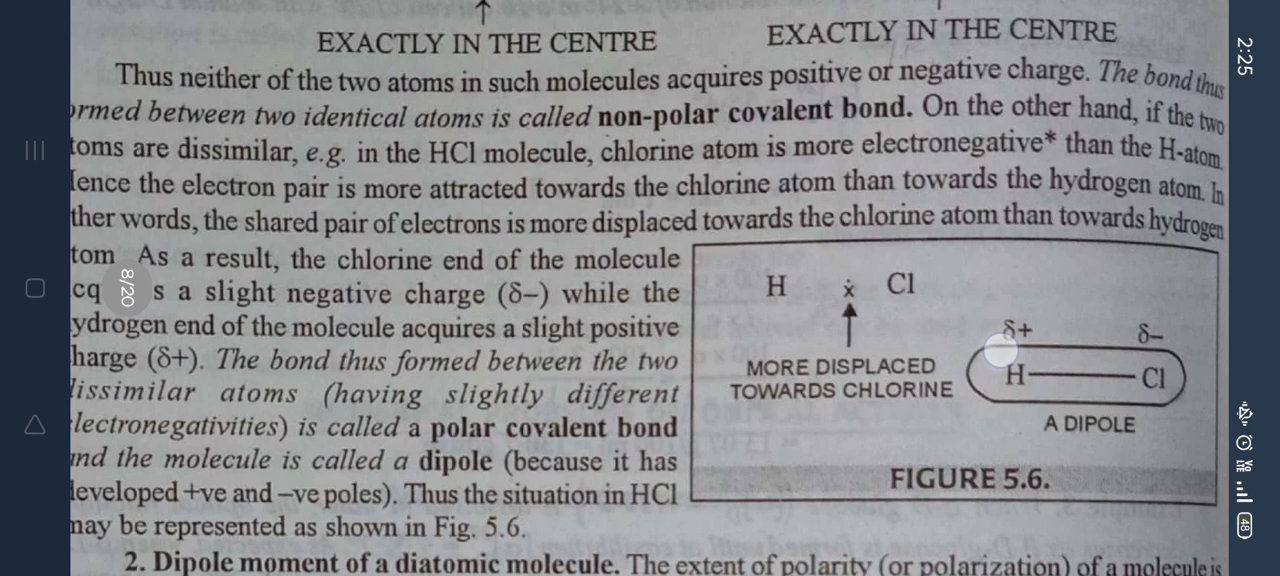 EXACTLY IN THE CENTRE
EXACTLY IN THE CENTRE
Thus neither of the two atoms in such molecules acquires positive or negative charge. The bond thus
ormed between two identical atoms is called non-polar covalent bond. On the other hand, if the two
toms are dissimilar, e.g. in the HCl molecule, chlorine atom is more electronegative* than the H-atom.
ence the electron pair is more attracted towards the chlorine atom than towards the hydrogen atom. In
ther words, the shared pair of electrons is more displaced towards the chlorine atom than towards hydrogen
tom As a result, the chlorine end of the molecule
cq s a slight negative charge (δ–) while the
ydrogen end of the molecule acquires a slight positive
harge (δ+). The bond thus formed between the two
issimilar atoms (having slightly different
lectronegativities) is called a polar covalent bond
and the molecule is called a dipole (because it has
developed +ve and –ve poles). Thus the situation in HCl
may be represented as shown in Fig. 5.6.
H ẋ Cl
MORE DISPLACED
TOWARDS CHLORINE
δ+ δ–
H Cl
A DIPOLE
FIGURE 5.6.
2. Dipole moment of a diatomic molecule. The extent of polarity (or polarization) of a molecule is
8/20
2:25
48